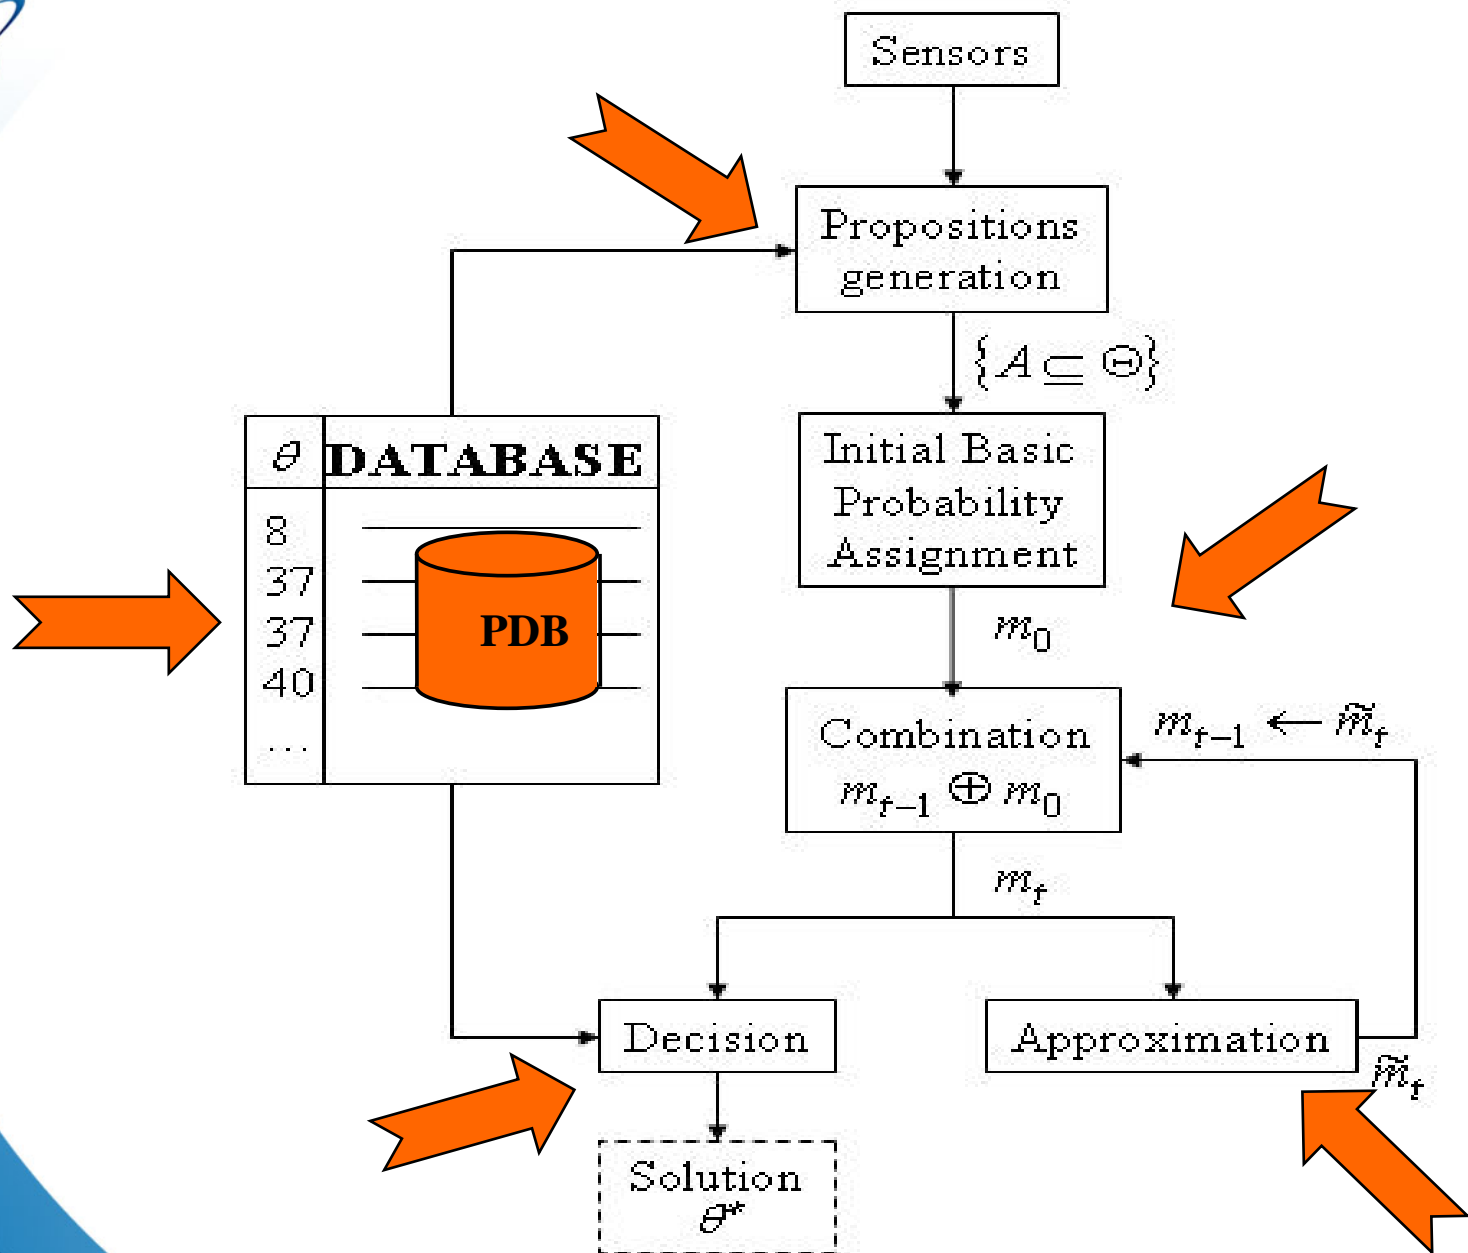 Sensors
Propositions
generation
{A ⊆ Θ}
θ DATABASE
8
37
37
40
...
PDB
Initial Basic
Probability
Assignment
m₀
Combination
mₜ₋₁ ⊕ m₀
mₜ₋₁ ← m̃ₜ
mₜ
Decision
Approximation
m̃ₜ
Solution
θ*